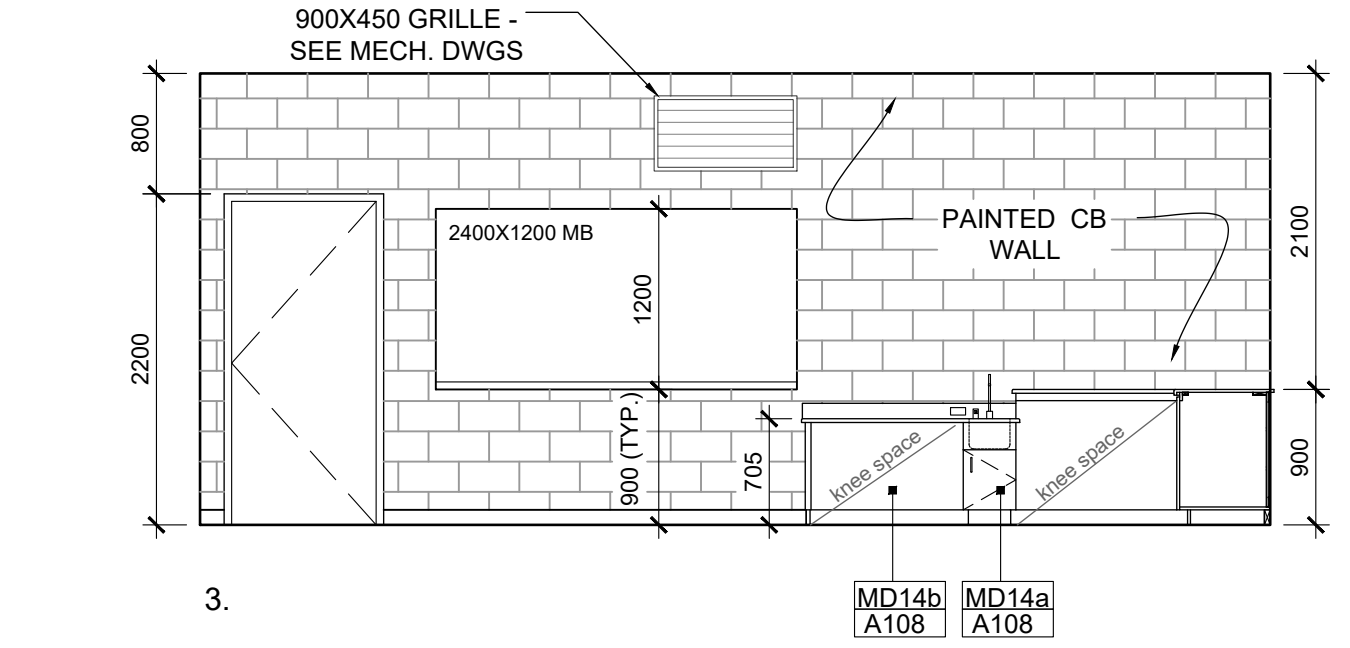 900X450 GRILLE -
SEE MECH. DWGS
800
2200
2400X1200 MB
1200
900 (TYP.)
705
PAINTED CB
WALL
2100
900
knee space
knee space
MD14b
A108
MD14a
A108
3.